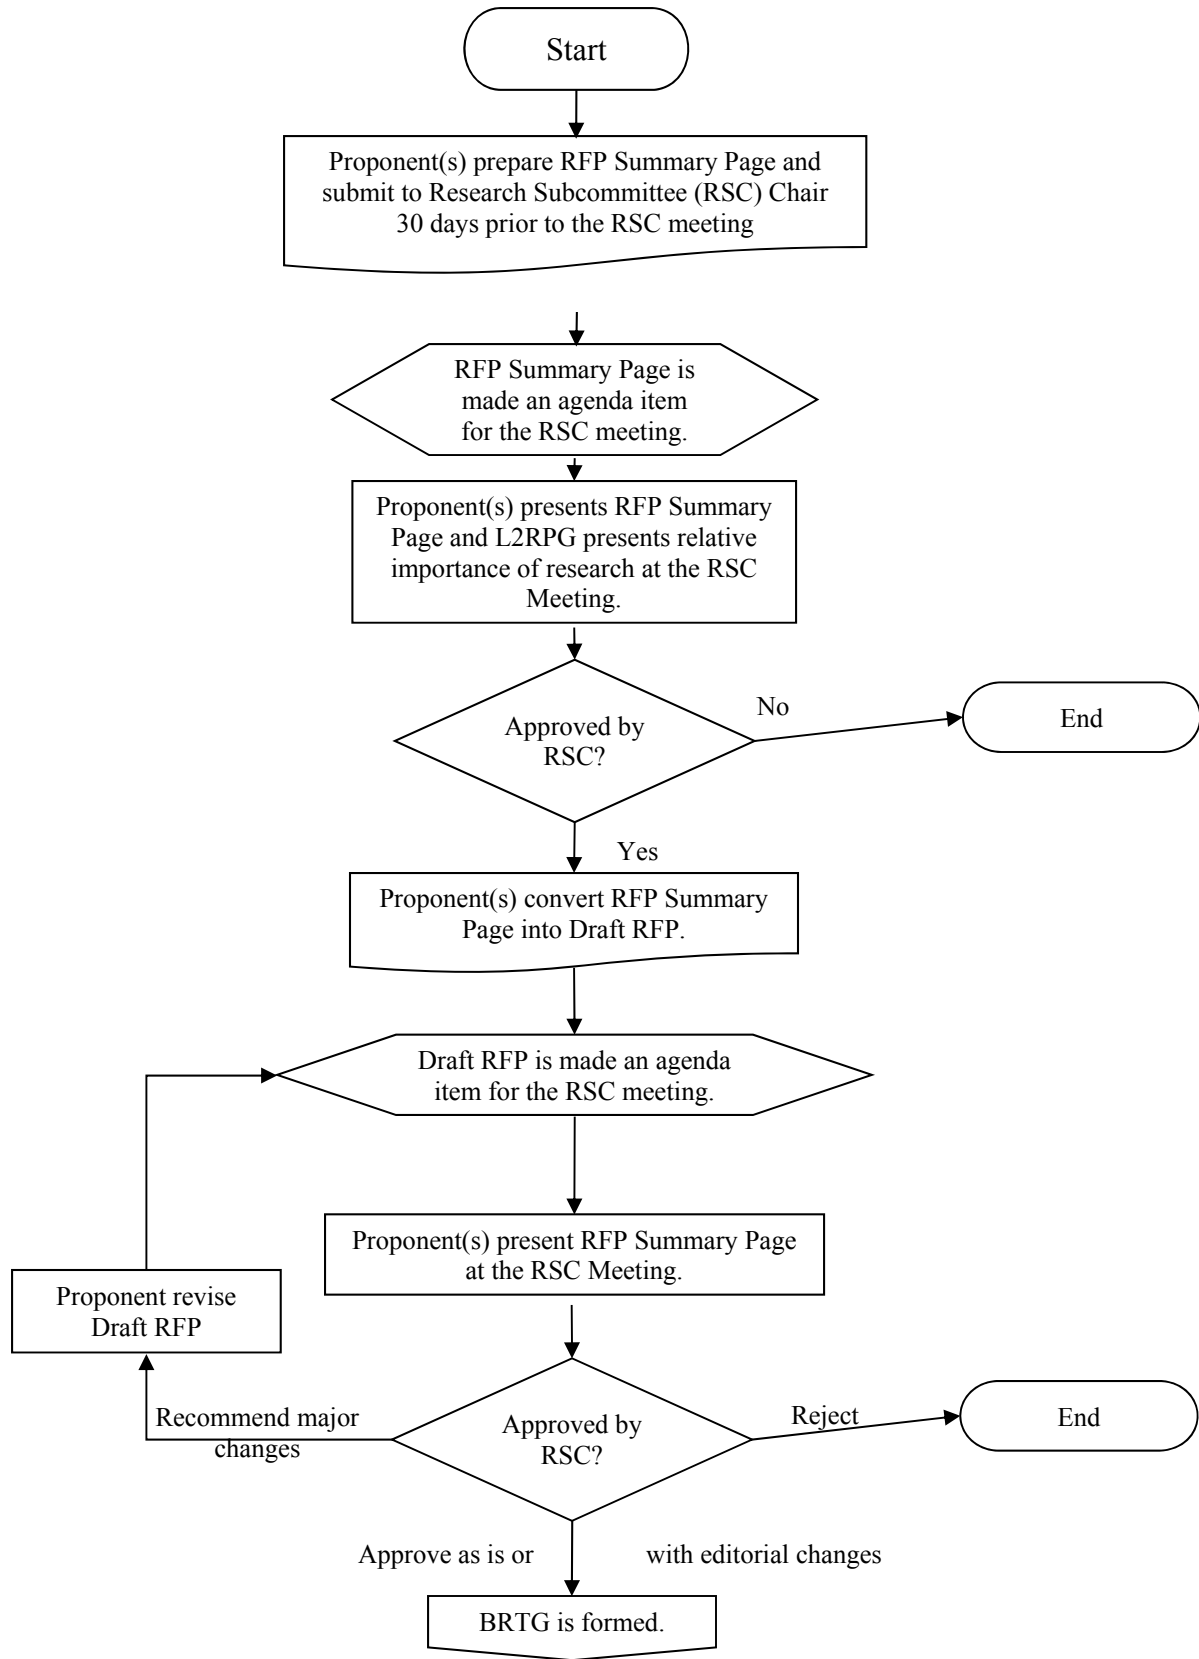 Start
Proponent(s) prepare RFP Summary Page and
submit to Research Subcommittee (RSC) Chair
30 days prior to the RSC meeting
RFP Summary Page is
made an agenda item
for the RSC meeting.
Proponent(s) presents RFP Summary
Page and L2RPG presents relative
importance of research at the RSC
Meeting.
No
End
Approved by
RSC?
Yes
Proponent(s) convert RFP Summary
Page into Draft RFP.
Draft RFP is made an agenda
item for the RSC meeting.
Proponent(s) present RFP Summary Page
at the RSC Meeting.
Proponent revise
Draft RFP
Recommend major
changes
Approved by
RSC?
Reject
End
Approve as is or with editorial changes
BRTG is formed.